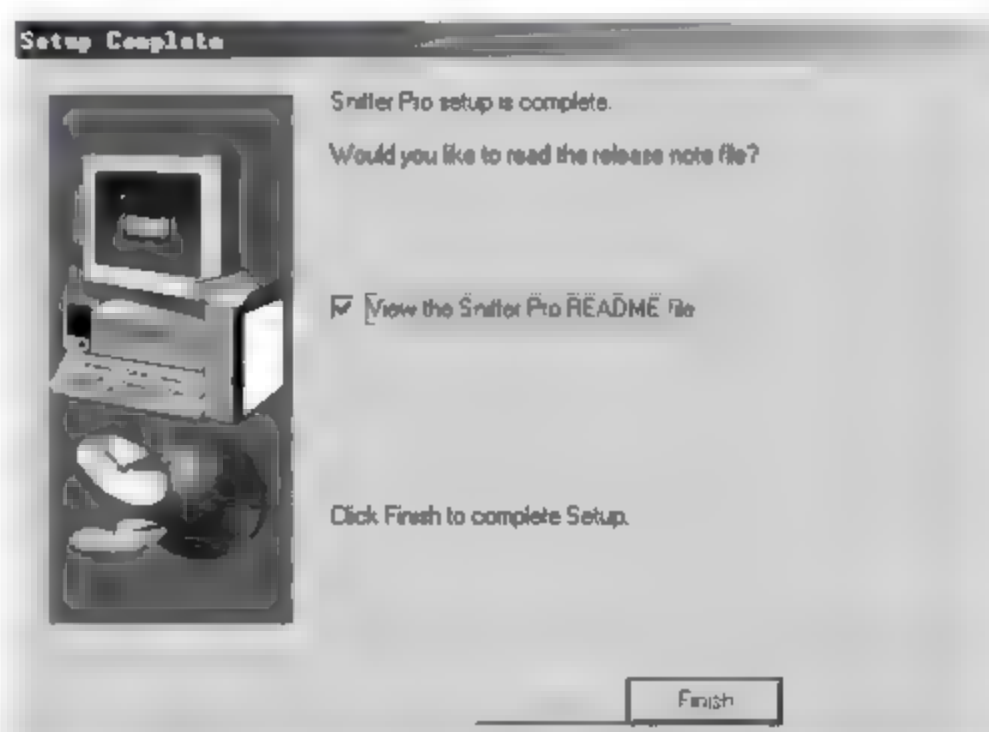 Setup Complete
Sniffer Pro setup is complete.
Would you like to read the release note file?
View the Sniffer Pro README file
Click Finish to complete Setup.
Finish